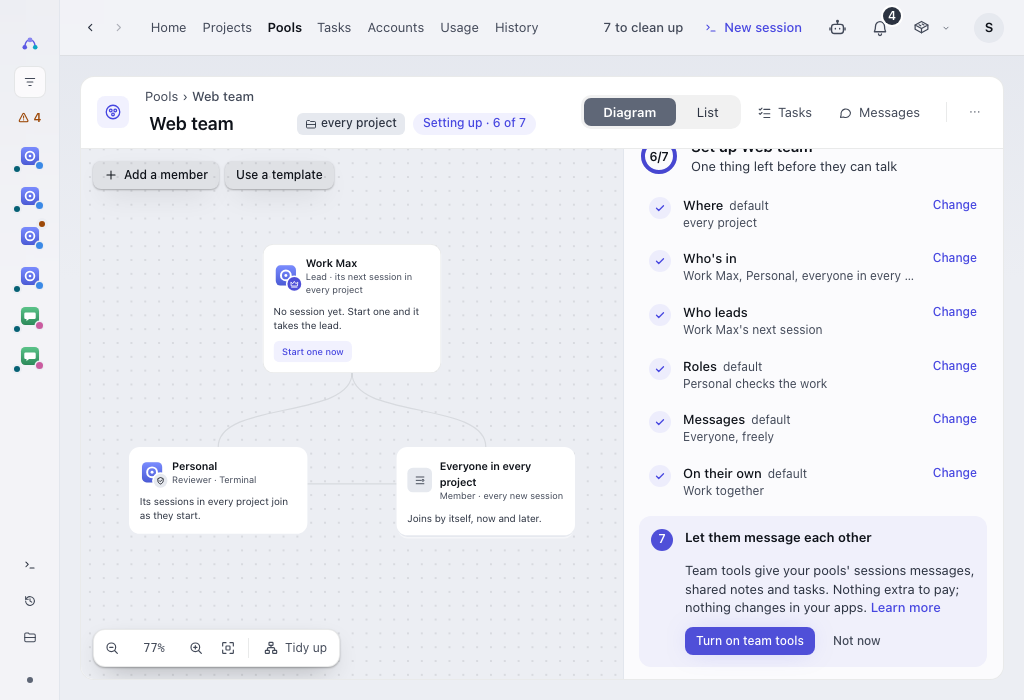 Home Projects Pools Tasks Accounts Usage History
7 to clean up
New session
4
S
4
Pools › Web team
Web team
every project
Setting up · 6 of 7
Diagram
List
Tasks
Messages
Add a member
Use a template
Work Max
Lead · its next session in
every project
No session yet. Start one and it
takes the lead.
Start one now
Personal
Reviewer · Terminal
Its sessions in every project join
as they start.
Everyone in every
project
Member · every new session
Joins by itself, now and later.
77%
Tidy up
6/7
Set up Web team
One thing left before they can talk
Where default
Change
every project
Who's in
Change
Work Max, Personal, everyone in every ...
Who leads
Change
Work Max's next session
Roles default
Change
Personal checks the work
Messages default
Change
Everyone, freely
On their own default
Change
Work together
7
Let them message each other
Team tools give your pools' sessions messages,
shared notes and tasks. Nothing extra to pay;
nothing changes in your apps. Learn more
Turn on team tools
Not now